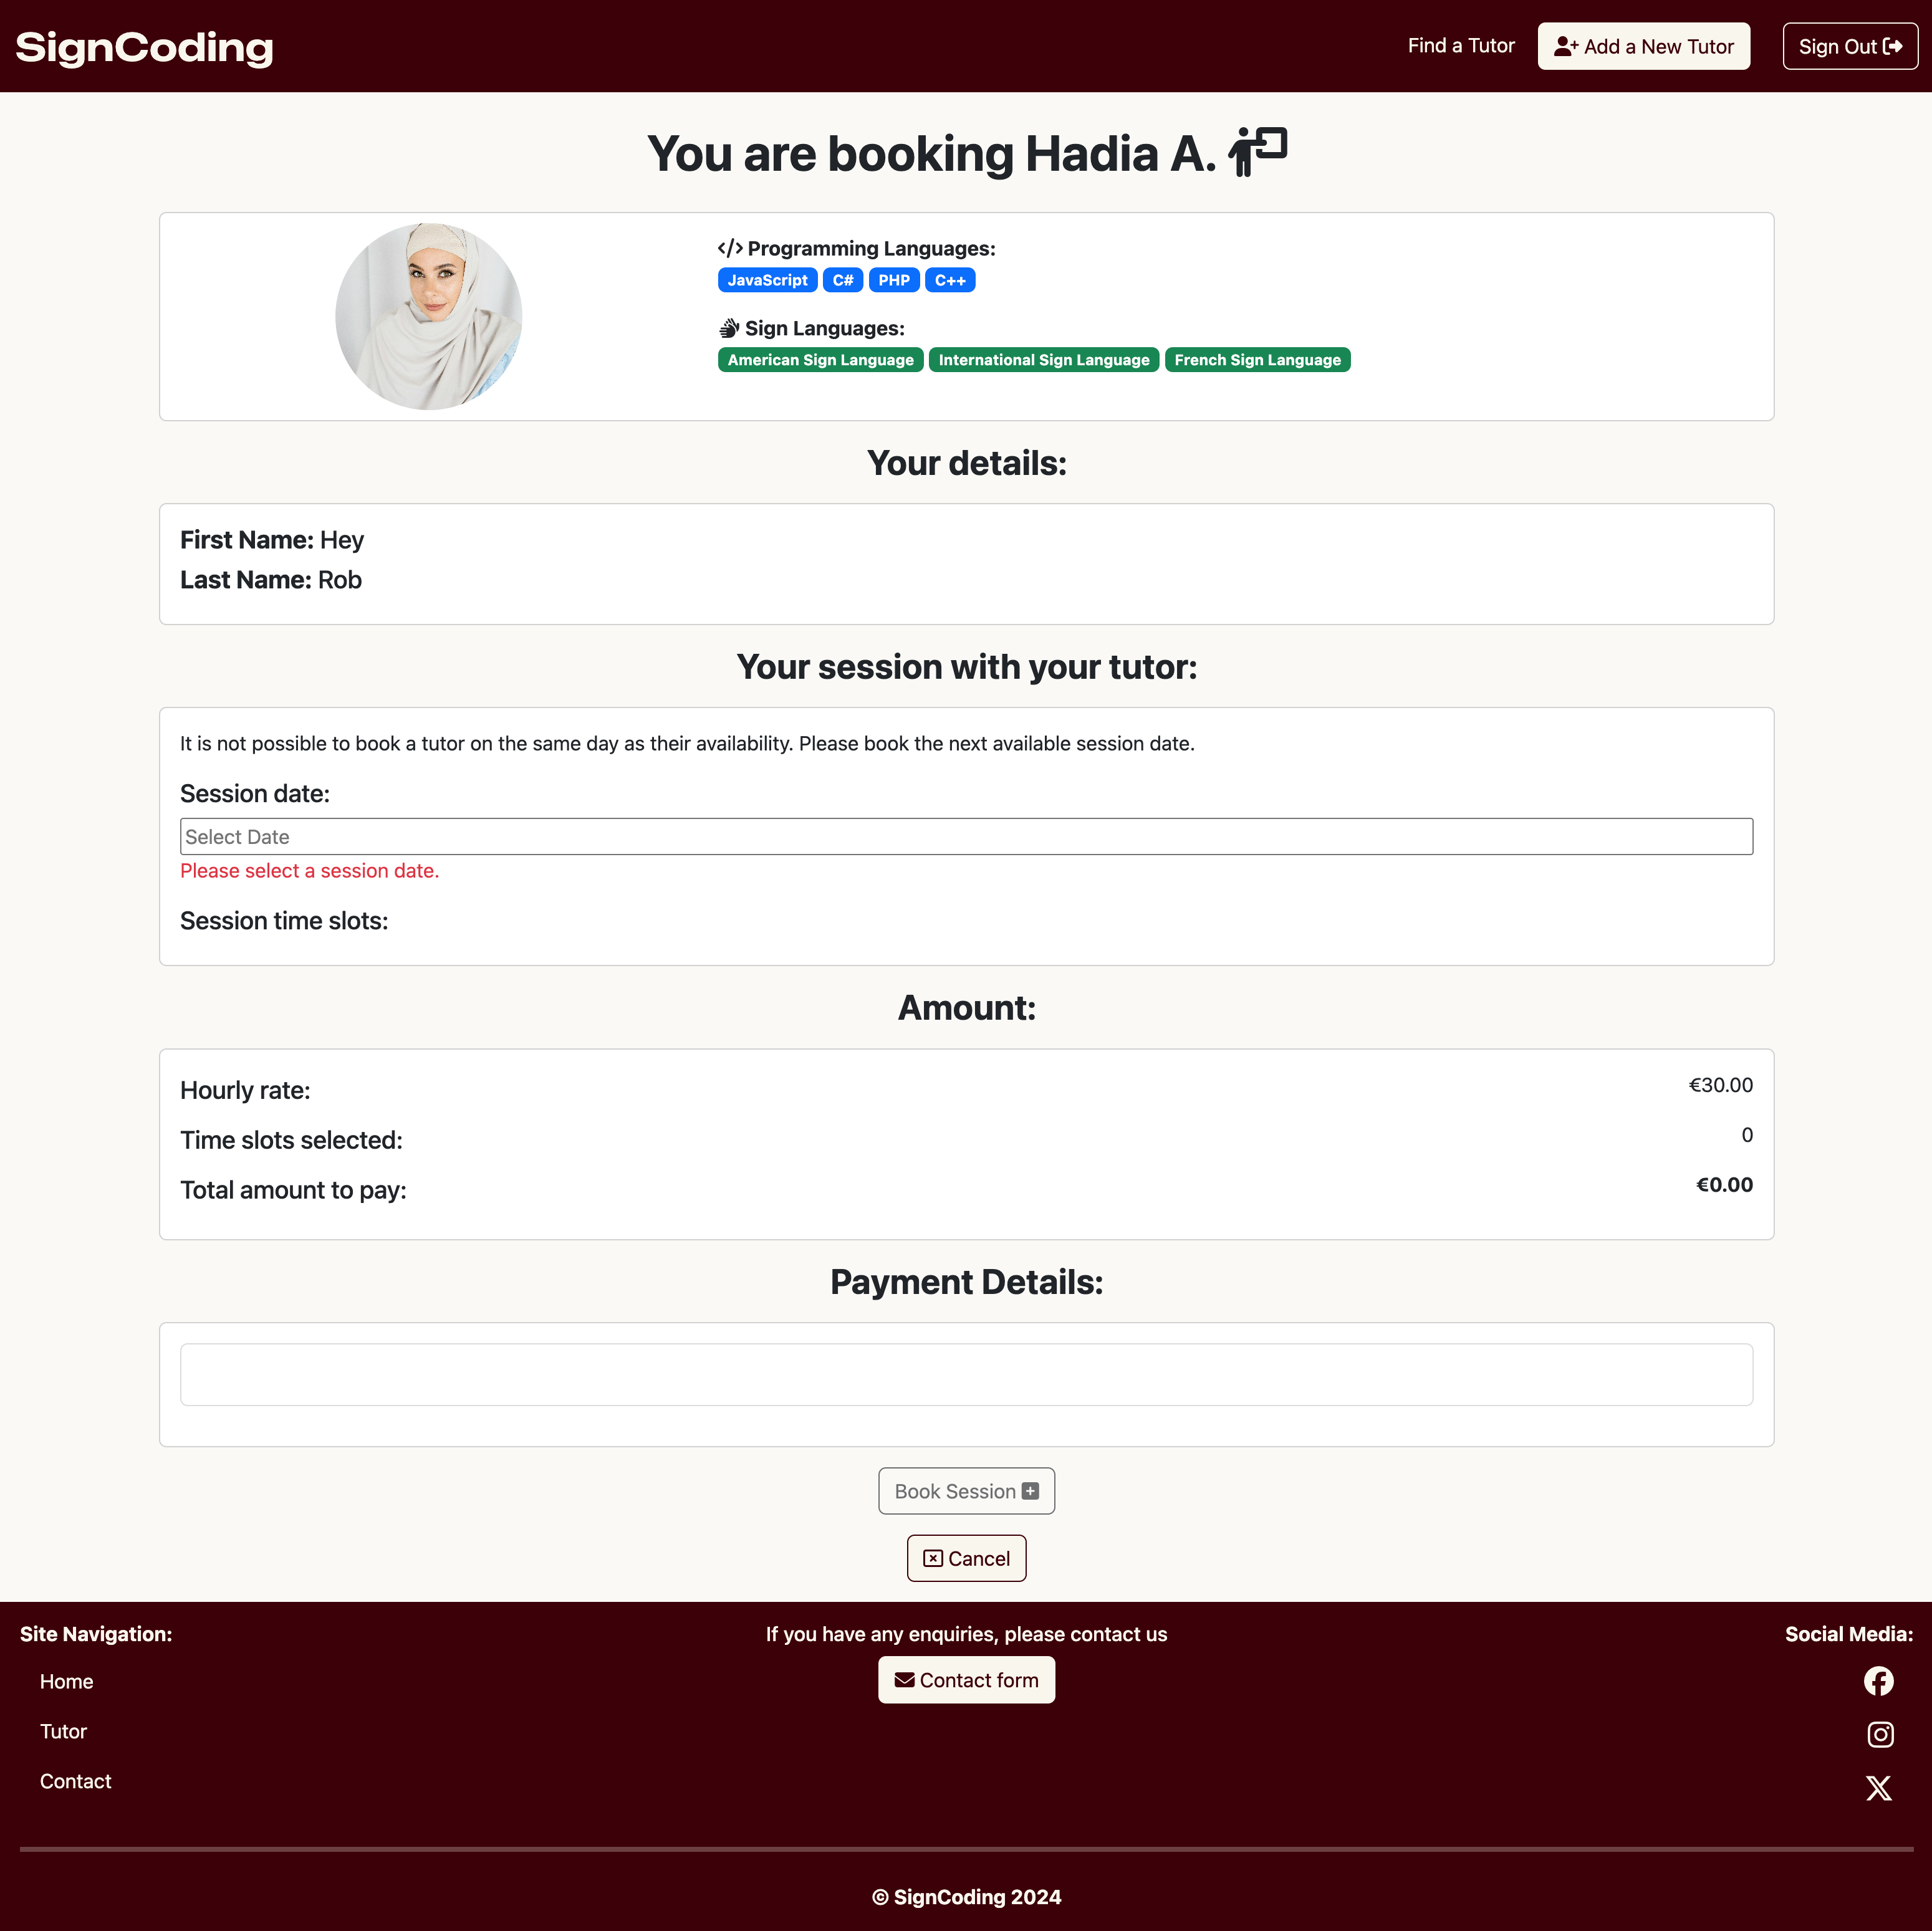 SignCoding
Find a Tutor
Add a New Tutor
Sign Out
You are booking Hadia A.
</> Programming Languages:
JavaScript C# PHP C++
Sign Languages:
American Sign Language International Sign Language French Sign Language
Your details:
First Name: Hey
Last Name: Rob
Your session with your tutor:
It is not possible to book a tutor on the same day as their availability. Please book the next available session date.
Session date:
Select Date
Please select a session date.
Session time slots:
Amount:
Hourly rate: €30.00
Time slots selected: 0
Total amount to pay: €0.00
Payment Details:
Book Session
Cancel
Site Navigation:
Home
Tutor
Contact
If you have any enquiries, please contact us
Contact form
Social Media:
© SignCoding 2024